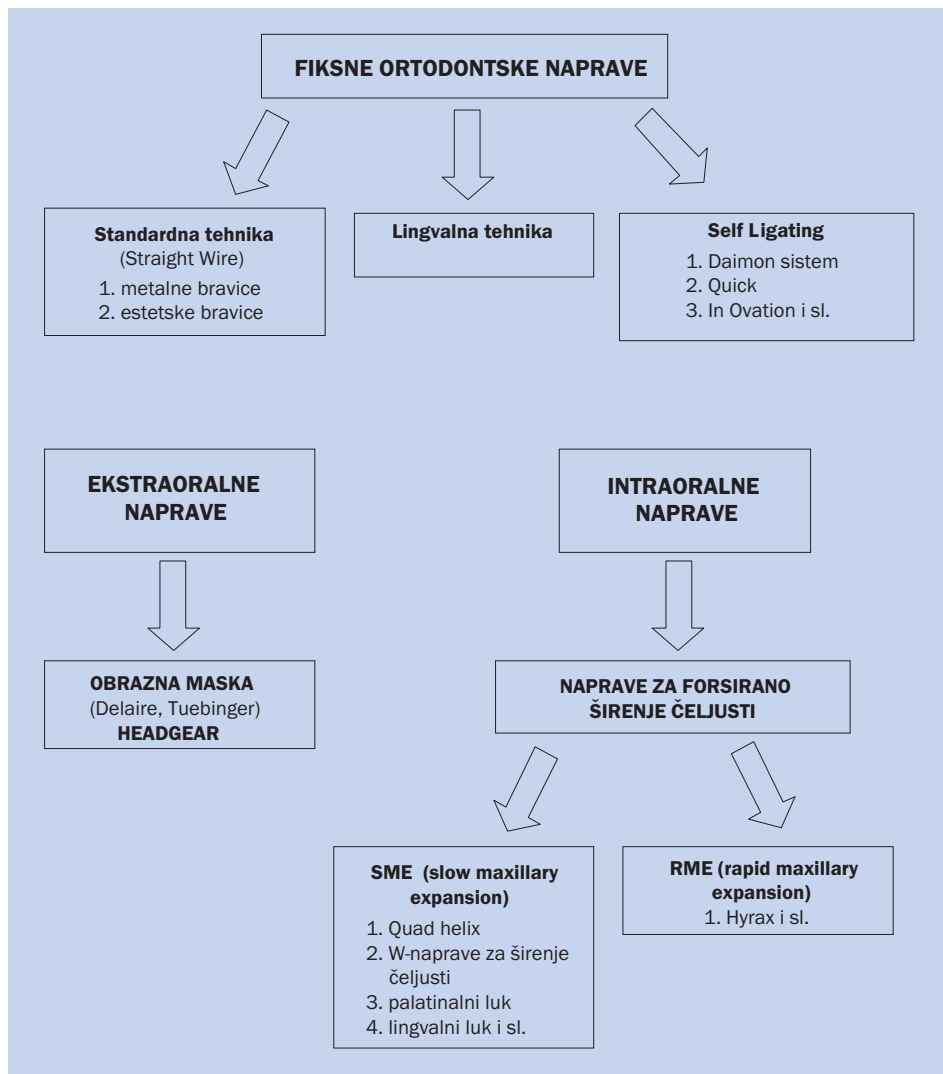 FIKSNE ORTODONTSKE NAPRAVE
Standardna tehnika
(Straight Wire)
1. metalne bravice
2. estetske bravice
Lingvalna tehnika
Self Ligating
1. Daimon sistem
2. Quick
3. In Ovation i sl.
EKSTRAORALNE
NAPRAVE
INTRAORALNE
NAPRAVE
OBRAZNA MASKA
(Delaire, Tuebinger)
HEADGEAR
NAPRAVE ZA FORSIRANO
ŠIRENJE ČELJUSTI
SME (slow maxillary
expansion)
1. Quad helix
2. W-naprave za širenje
čeljusti
3. palatinalni luk
4. lingvalni luk i sl.
RME (rapid maxillary
expansion)
1. Hyrax i sl.